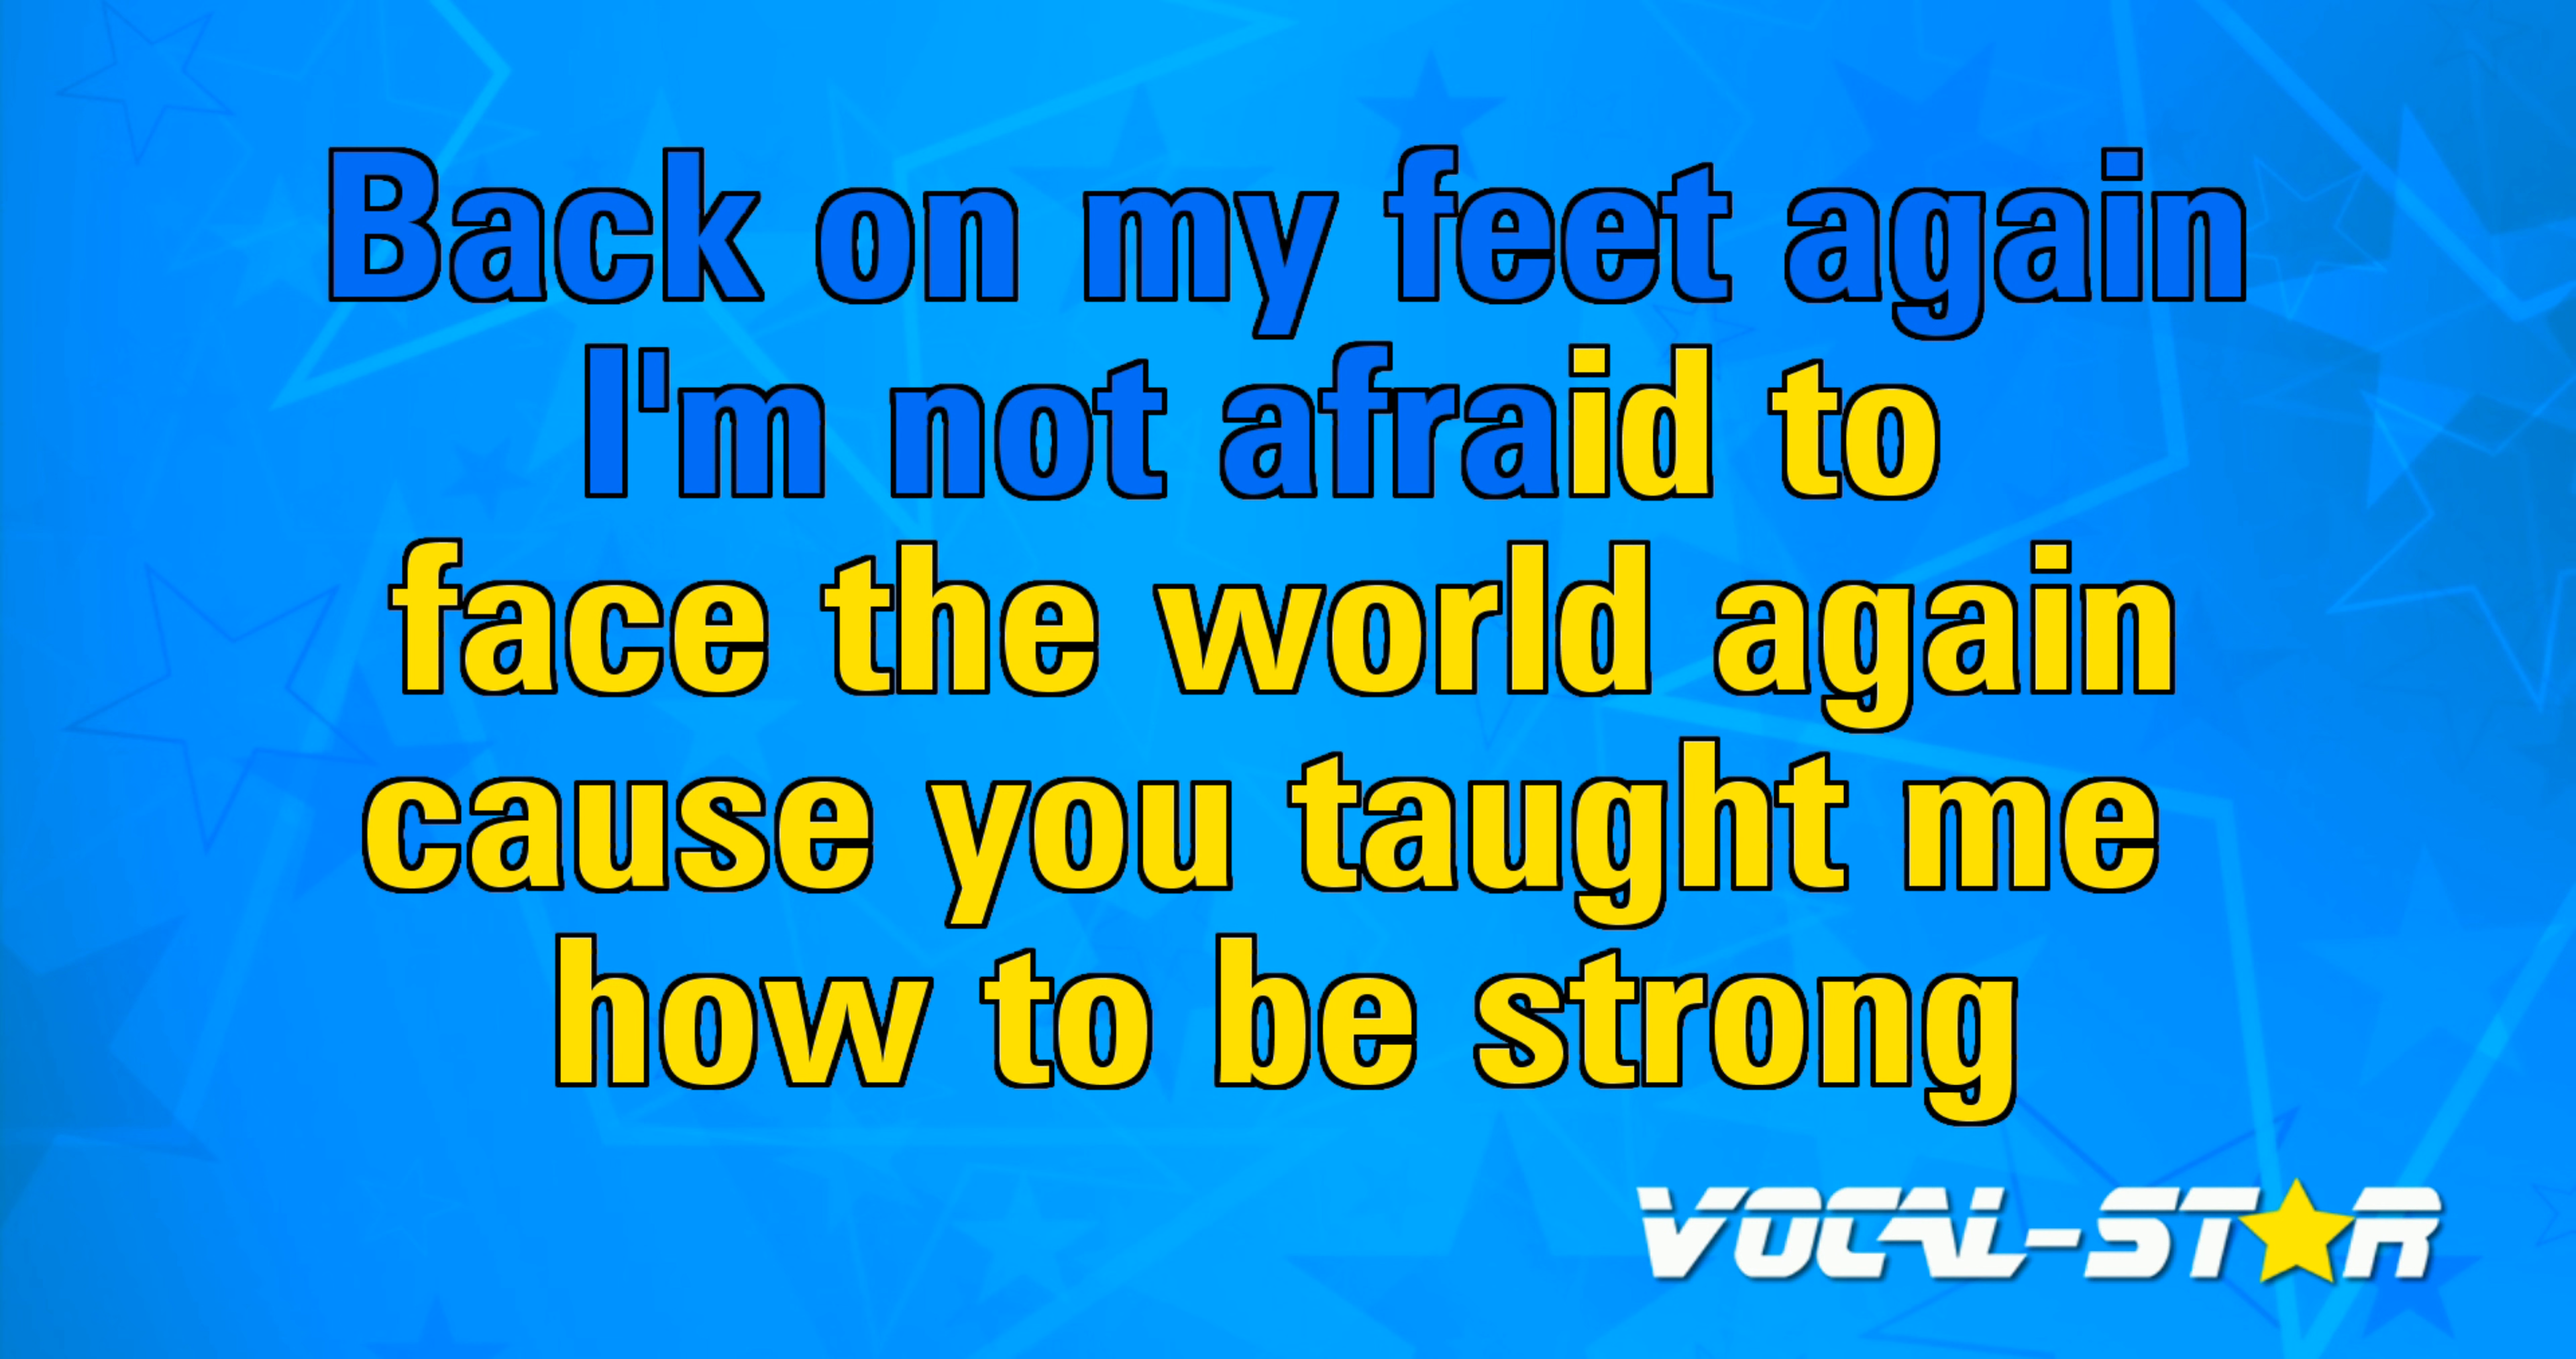 Back on my feet again
I'm not afraid to
face the world again
cause you taught me
how to be strong
VOCAL-STAR